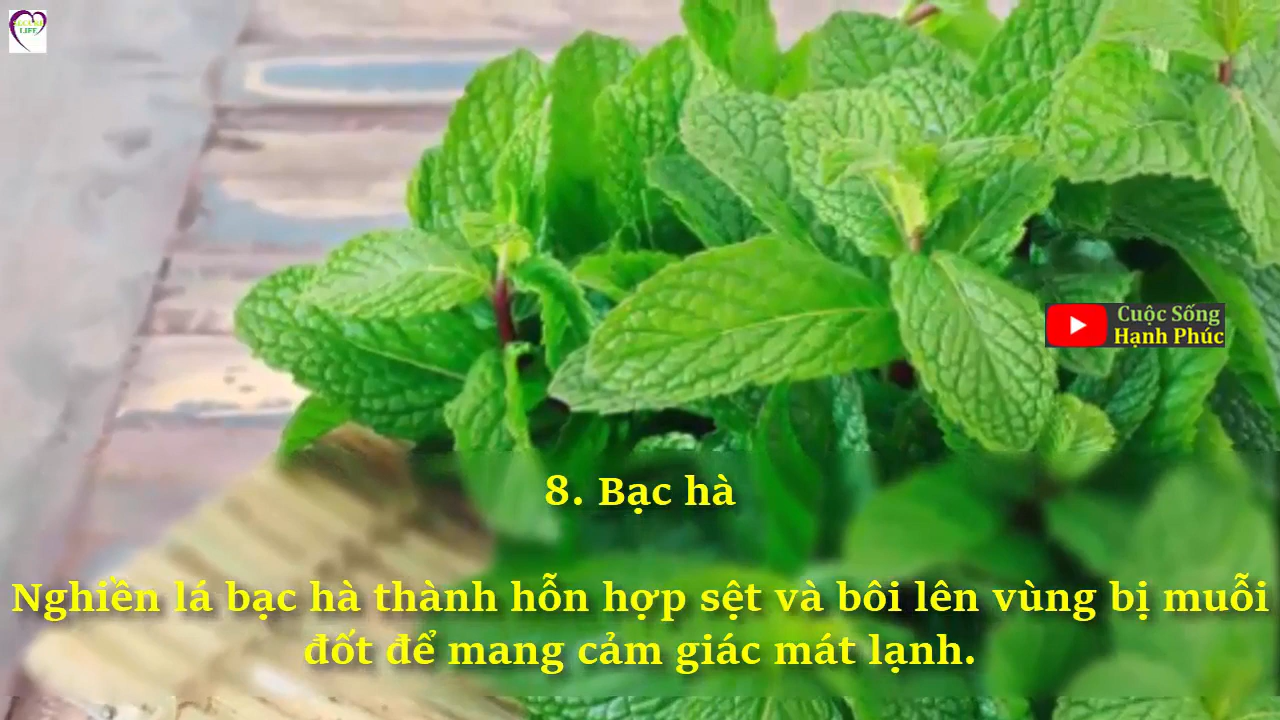 LIFE
Cuộc Sống
Hạnh Phúc
8. Bạc hà
Nghiền lá bạc hà thành hỗn hợp sệt và bôi lên vùng bị muỗi
đốt để mang cảm giác mát lạnh.